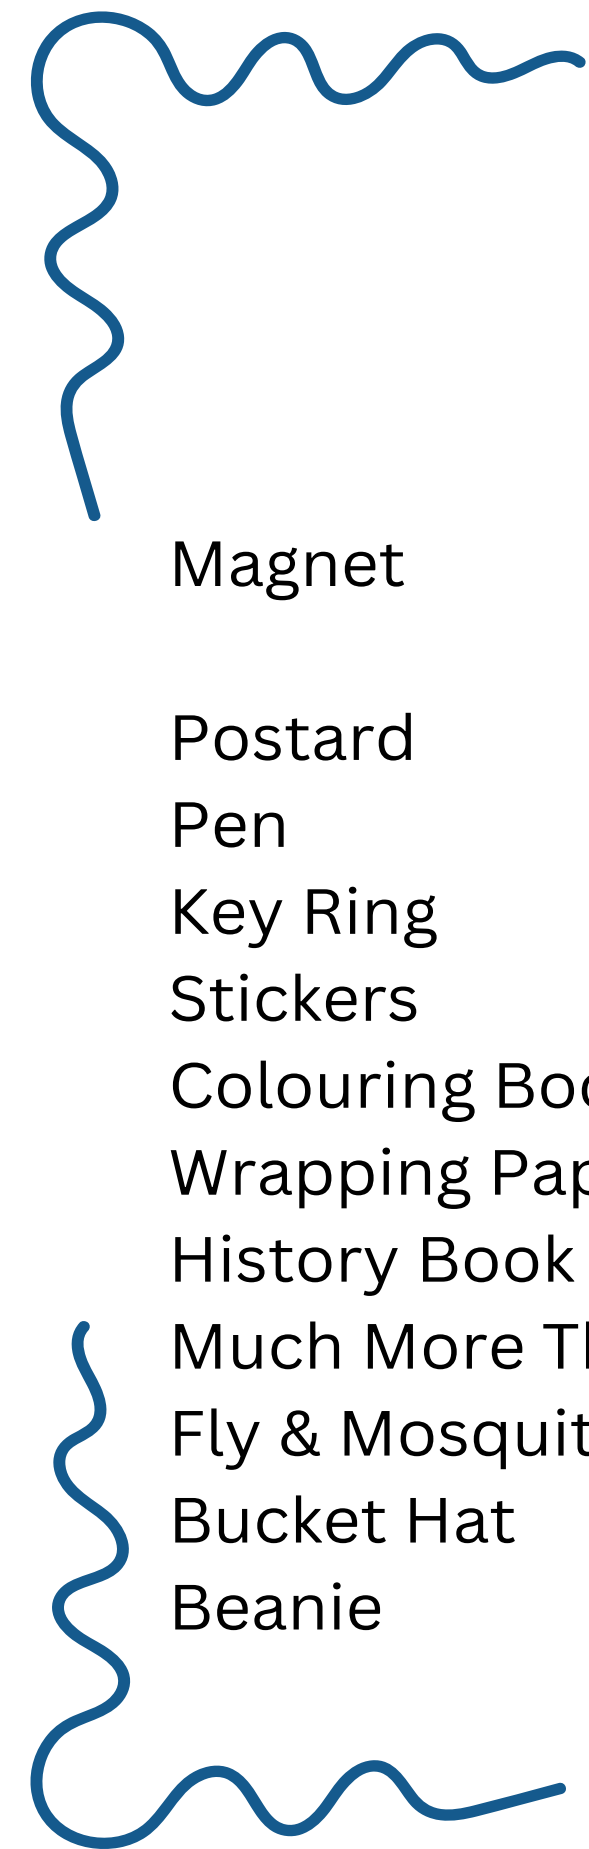 Magnet
Postard
Pen
Key Ring
Stickers
Colouring
Wrapping
History Book
Much More
Fly & 
Bucket Hat
Beanie